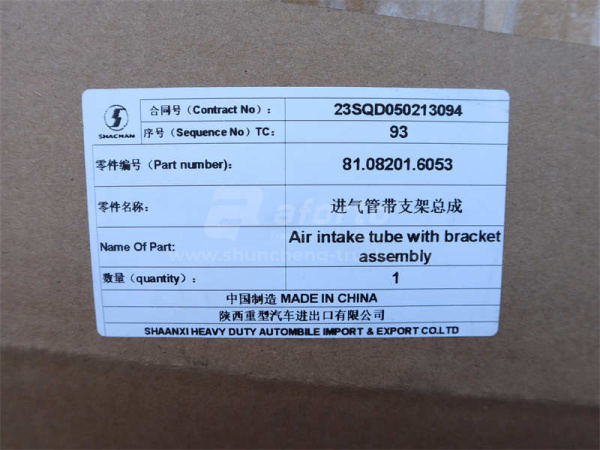 SHACMAN
合同号（Contract No）: 23SQD050213094
序号（Sequence No）TC: 93
零件编号（Part number）: 81.08201.6053
零件名称: 进气管带支架总成
Name Of Part: Air intake tube with bracket
assembly
数量（quantity）: 1
中国制造 MADE IN CHINA
陕西重型汽车进出口有限公司
SHAANXI HEAVY DUTY AUTOMBILE IMPORT & EXPORT CO.LTD